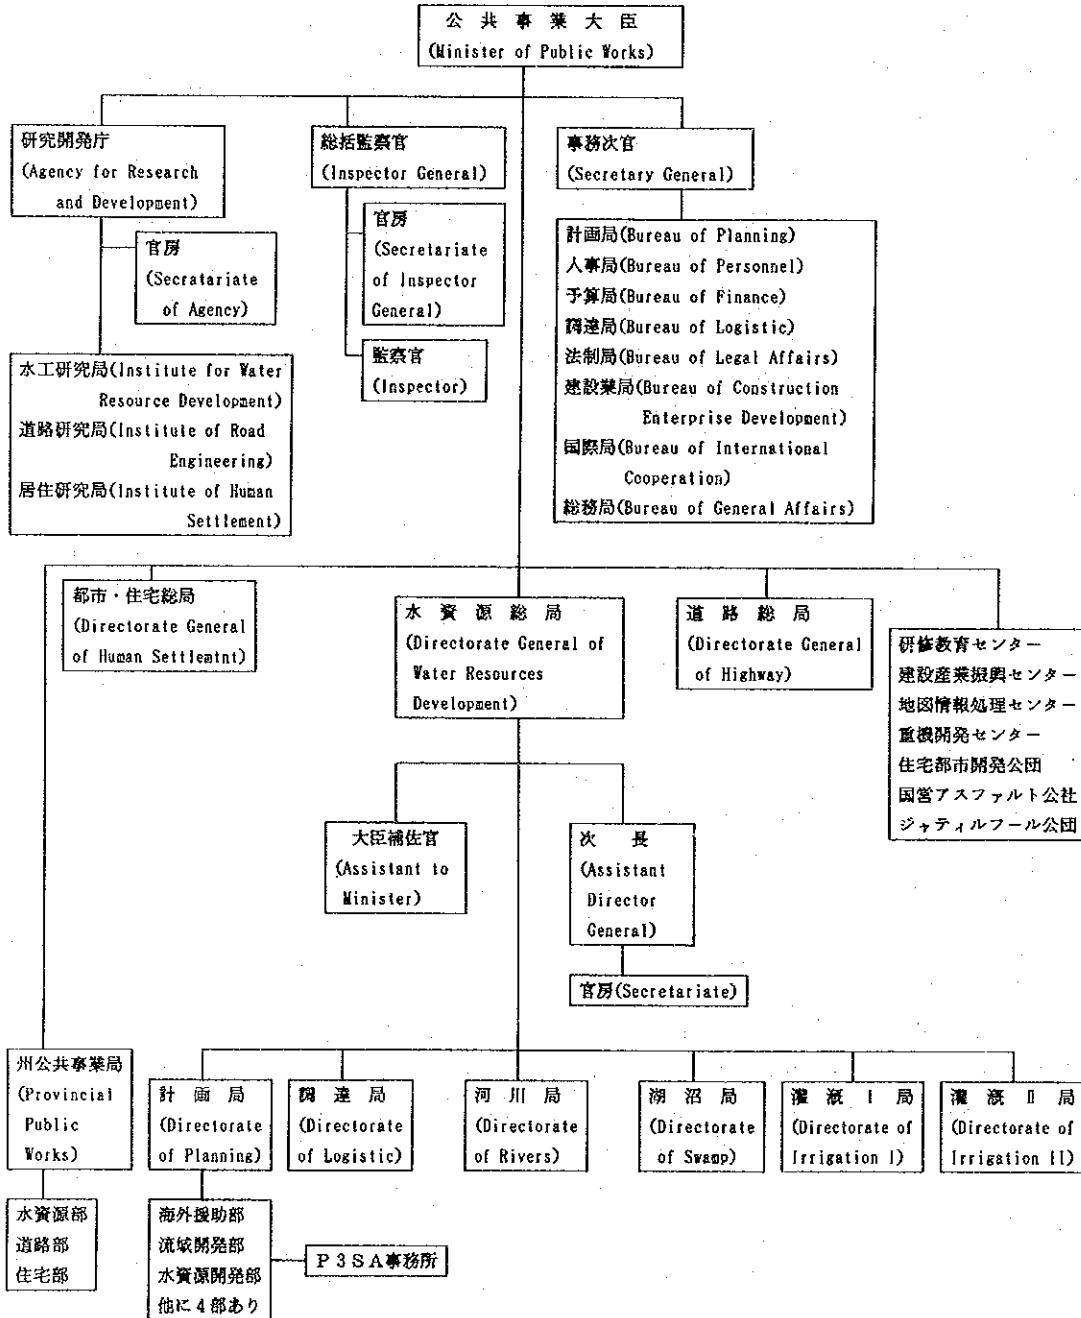 公共事業大臣
(Minister of Public Works)
研究開発庁
(Agency for Research
and Development)
官房
(Secratariate
of Agency)
水工研究局(Institute for Water
Resource Development)
道路研究局(Institute of Road
Engineering)
居住研究局(Institute of Human
Settlement)
総括監察官
(Inspector General)
官房
(Secretariate
of Inspector
General)
監察官
(Inspector)
事務次官
(Secretary General)
計画局(Bureau of Planning)
人事局(Bureau of Personnel)
予算局(Bureau of Finance)
調達局(Bureau of Logistic)
法制局(Bureau of Legal Affairs)
建設業局(Bureau of Construction
Enterprise Development)
国際局(Bureau of International
Cooperation)
総務局(Bureau of General Affairs)
都市・住宅総局
(Directorate General
of Human Settlemtnt)
水資源総局
(Directorate General of
Water Resources
Development)
道路総局
(Directorate General
of Highway)
研修教育センター
建設産業振興センター
地図情報処理センター
重機開発センター
住宅都市開発公団
国営アスファルト公社
ジャティルフール公団
大臣補佐官
(Assistant to
Minister)
次長
(Assistant
Director
General)
官房(Secretariate)
州公共事業局
(Provincial
Public
Works)
水資源部
道路部
住宅部
計画局
(Directorate
of Planning)
海外援助部
流域開発部
水資源開発部
他に4部あり
P3SA事務所
調達局
(Directorate
of Logistic)
河川局
(Directorate
of Rivers)
湖沼局
(Directorate
of Swamp)
灌漑Ⅰ局
(Directorate of
Irrigation I)
灌漑Ⅱ局
(Directorate of
Irrigation II)